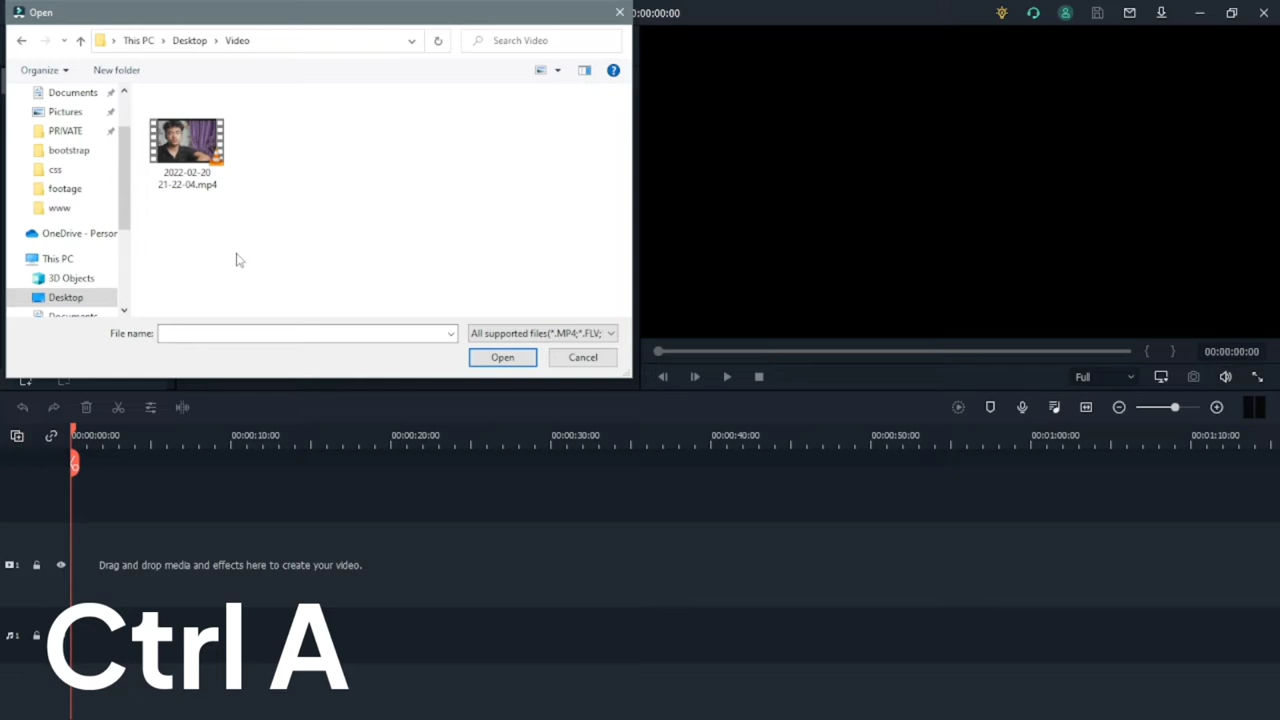 Open
00:00:00:00
This PC
Desktop
Video
Search Video
Organize
New folder
Documents
Pictures
PRIVATE
bootstrap
css
footage
www
OneDrive - Person
This PC
3D Objects
Desktop
Documents
2022-02-20
21-22-04.mp4
File name:
All supported files(*.MP4;*.FLV;
Open
Cancel
00:00:00:00
Full
00:00:00:00
00:00:10:00
00:00:20:00
00:00:30:00
00:00:40:00
00:00:50:00
00:01:00:00
00:01:10:00
1
Drag and drop media and effects here to create your video.
1
Ctrl A